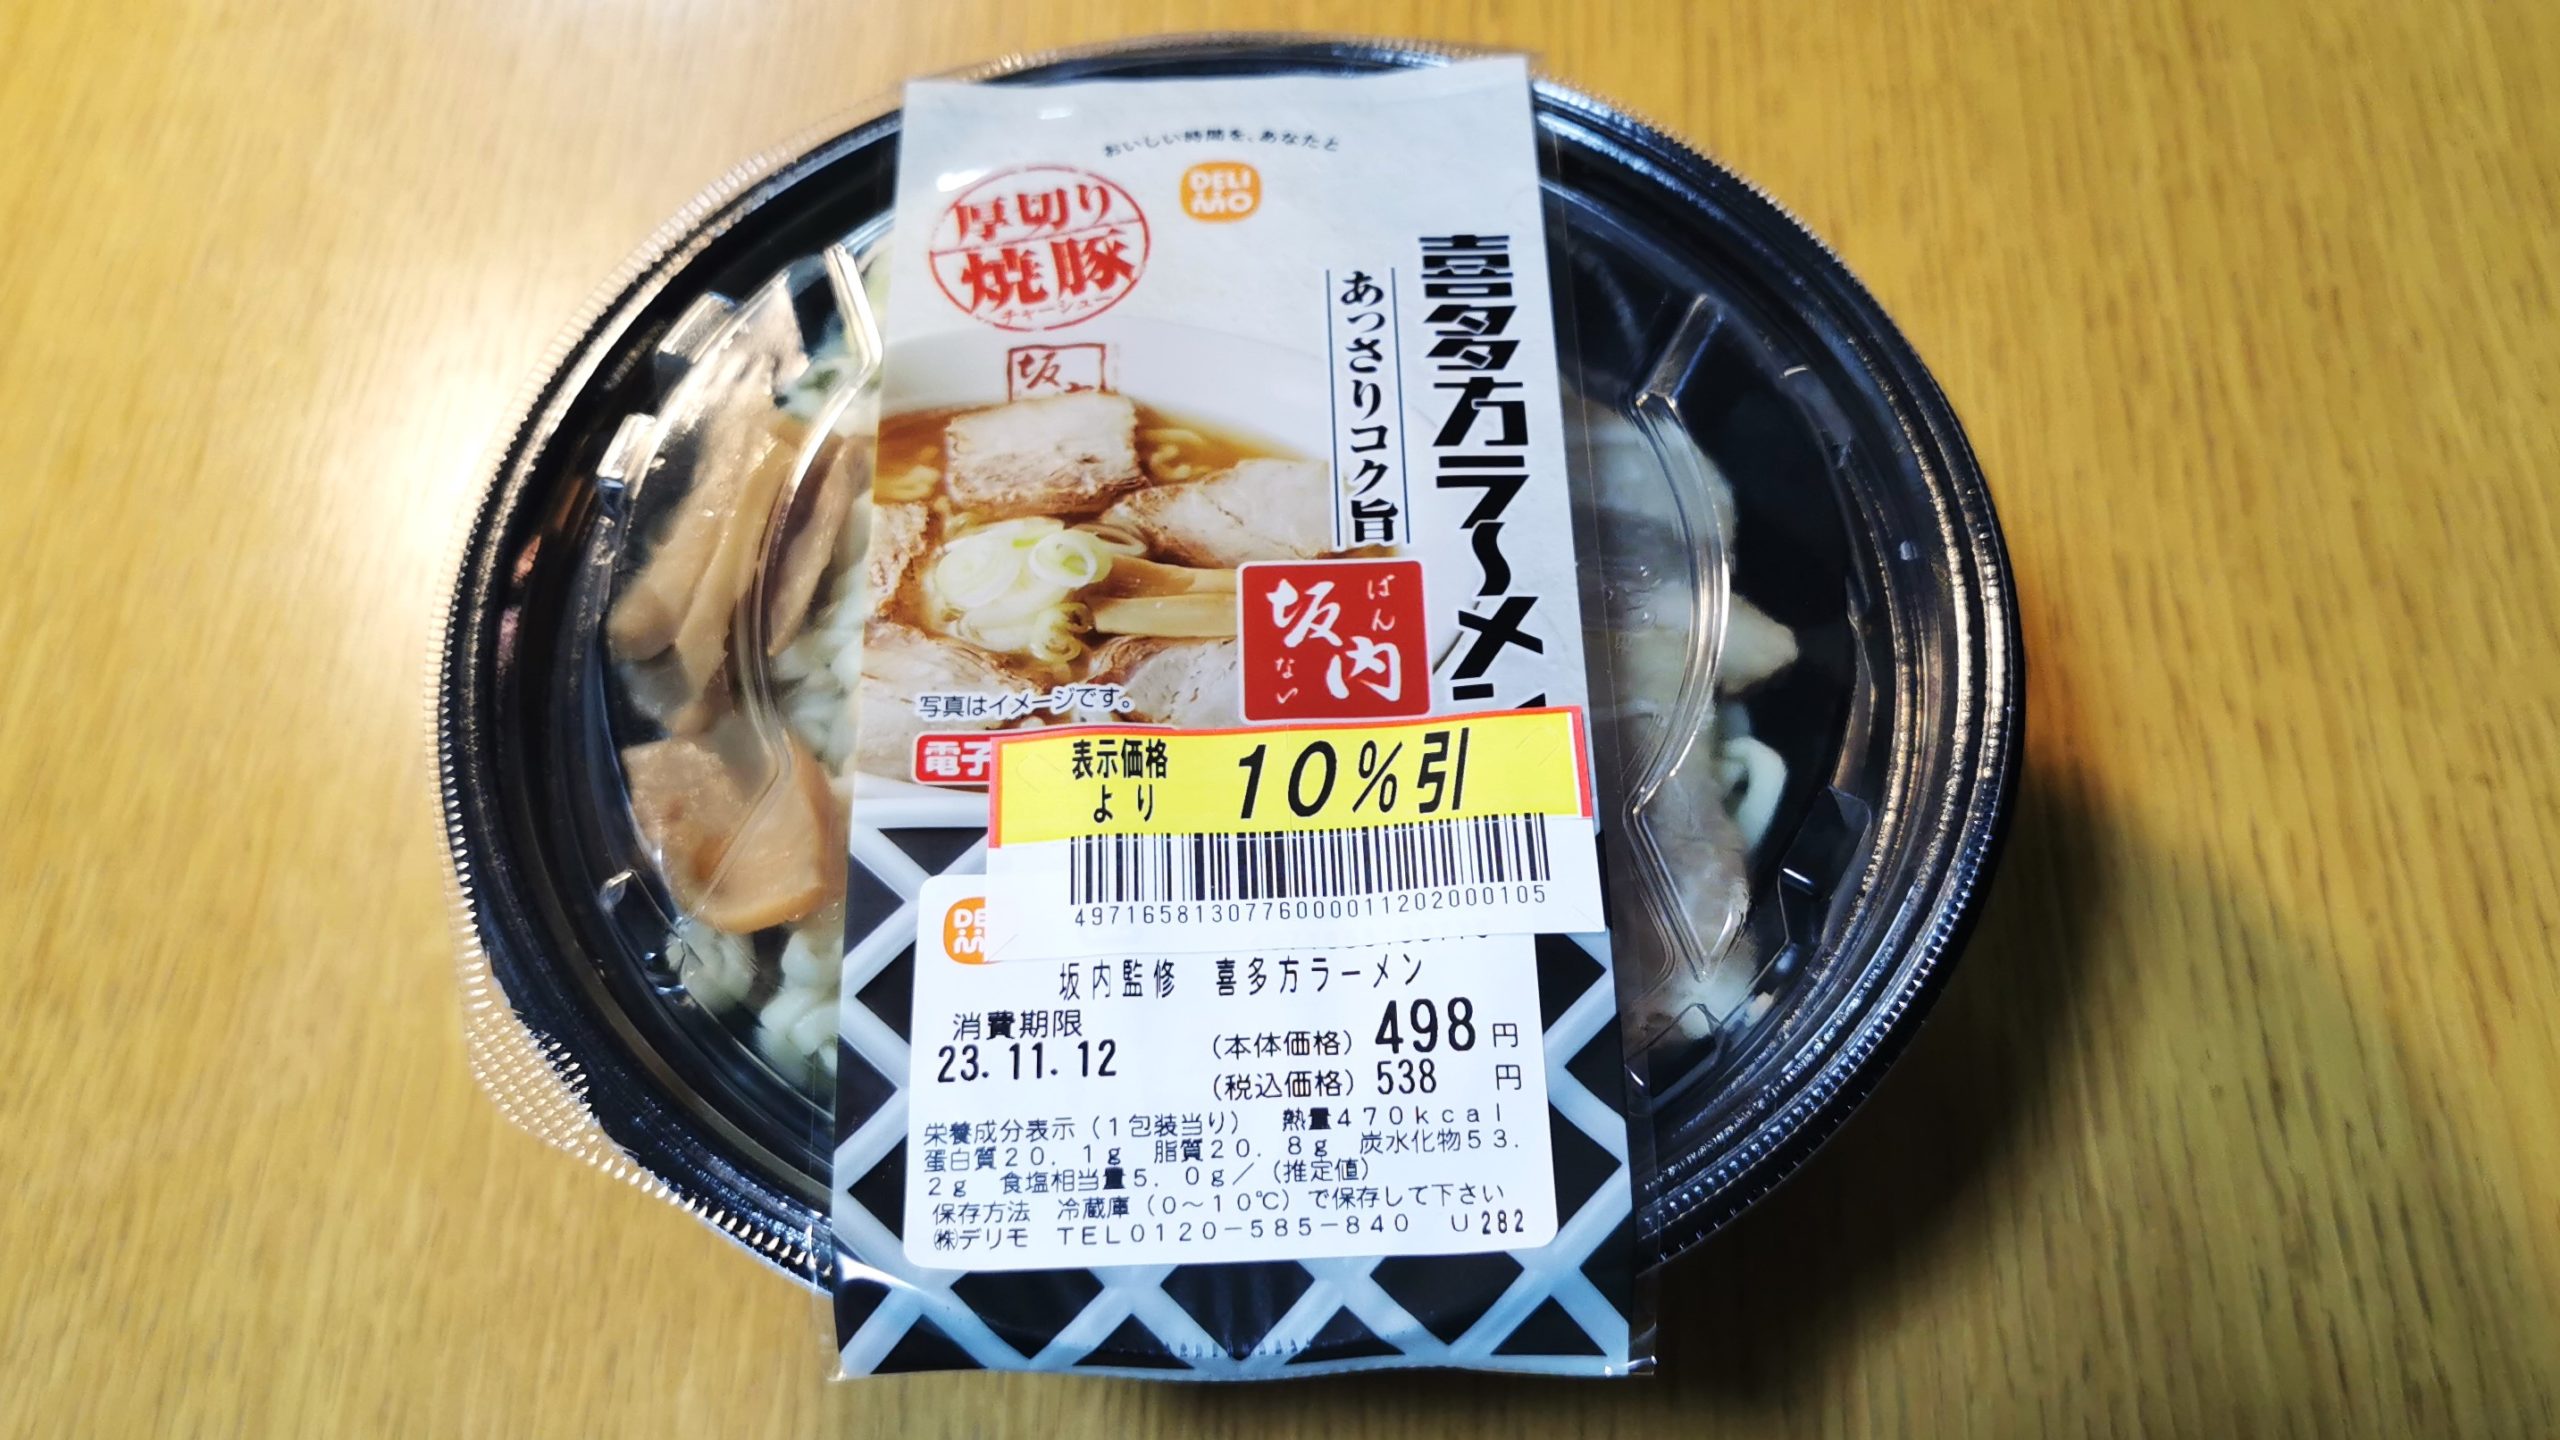 おいしい時間を、あなたと
DELI
MO
厚切り
焼豚
チャーシュー
喜多方ラーメン
あっさりコク旨
坂
坂内
ばん
ない
写真はイメージです。
電子
表示価格
より
10%引
4971658130776000011202000105
DE
坂内監修 喜多方ラーメン
消費期限
23.11.12
(本体価格) 498 円
(税込価格) 538 円
栄養成分表示(1包装当り) 熱量470kcal
蛋白質20.1g 脂質20.8g 炭水化物53.
2g 食塩相当量5.0g/(推定値)
保存方法 冷蔵庫(0~10℃)で保存して下さい
㈱デリモ TEL0120-585-840 U282